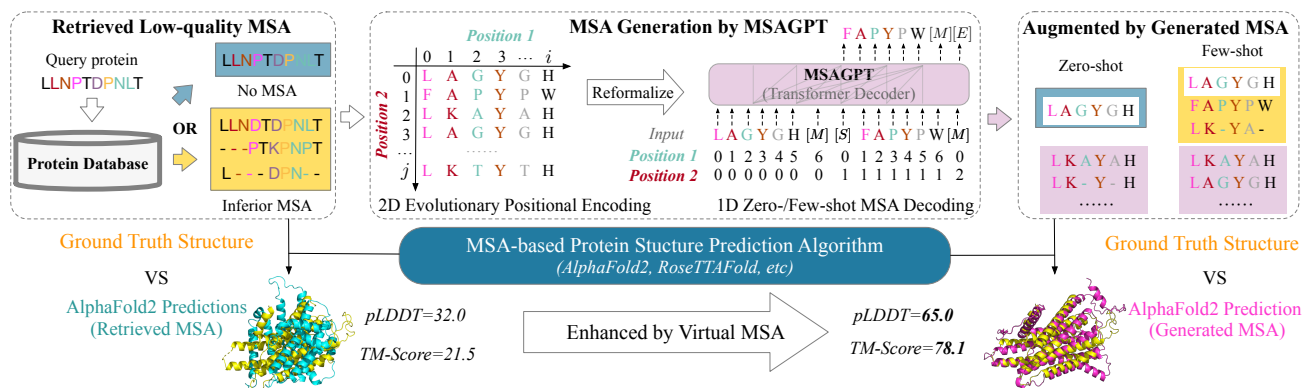 Retrieved Low-quality MSA
Query protein
LLNPTDPNLT
Protein Database
OR
LLNPTDPNLT
No MSA
LLNDTDPNLT
- - - PTKPNPT
L - - - DPN- -
Inferior MSA
MSA Generation by MSAGPT
Position 1
0 1 2 3 ... i
Position 2
0 L A G Y G H
1 F A P Y P W
2 L K A Y A H
3 L A G Y G H
... ......
j L K T Y T H
2D Evolutionary Positional Encoding
Reformalize
F A P Y P W [M] [E]
MSAGPT
(Transformer Decoder)
Input L A G Y G H [M] [S] F A P Y P W [M]
Position 1 0 1 2 3 4 5 6 0 1 2 3 4 5 6 0
Position 2 0 0 0 0 0 0 0 1 1 1 1 1 1 1 2
1D Zero-/Few-shot MSA Decoding
Augmented by Generated MSA
Zero-shot
L A G Y G H
L K A Y A H
L K - Y - H
......
Few-shot
L A G Y G H
F A P Y P W
L K - Y A -
L K A Y A H
L A G Y G H
......
Ground Truth Structure
VS
AlphaFold2 Predictions
(Retrieved MSA)
MSA-based Protein Stucture Prediction Algorithm
(AlphaFold2, RoseTTAFold, etc)
pLDDT=32.0
TM-Score=21.5
Enhanced by Virtual MSA
pLDDT=65.0
TM-Score=78.1
Ground Truth Structure
VS
AlphaFold2 Prediction
(Generated MSA)